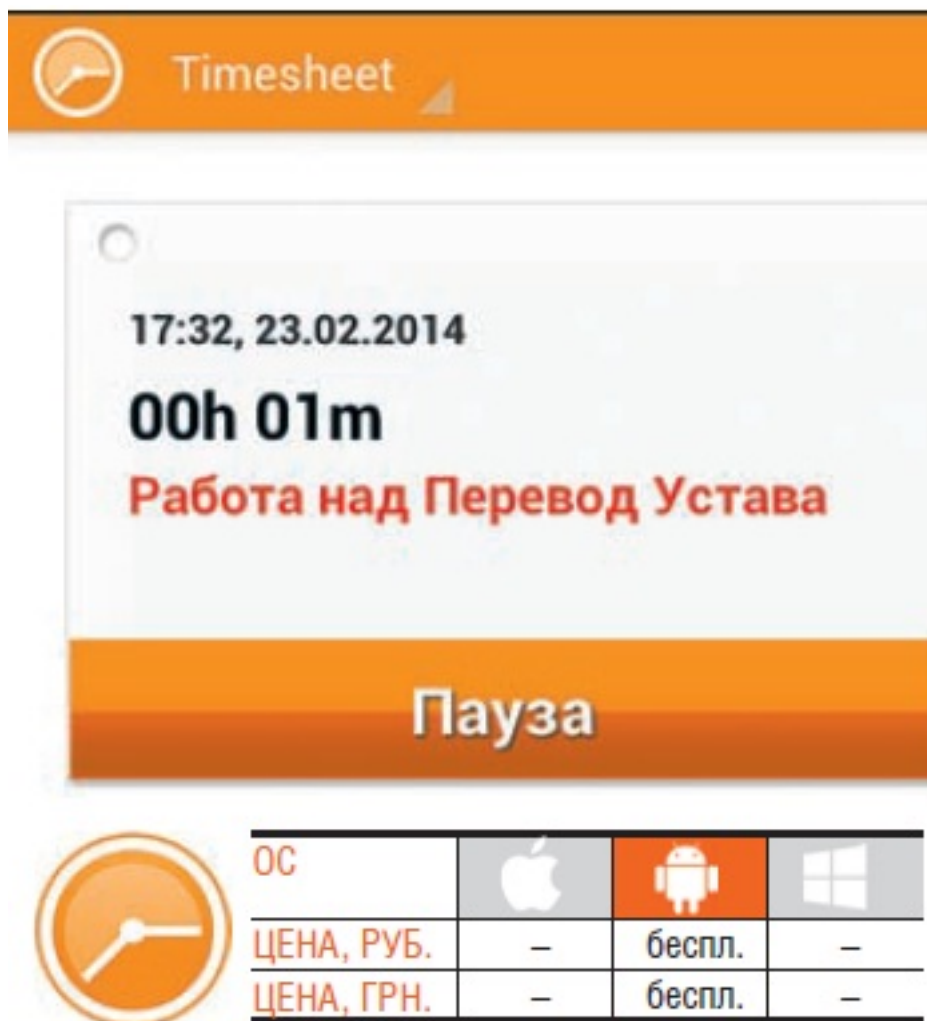 Timesheet
17:32, 23.02.2014
00h 01m
Работа над Перевод Устава
Пауза
ОС
ЦЕНА, РУБ. – беспл. –
ЦЕНА, ГРН. – беспл. –